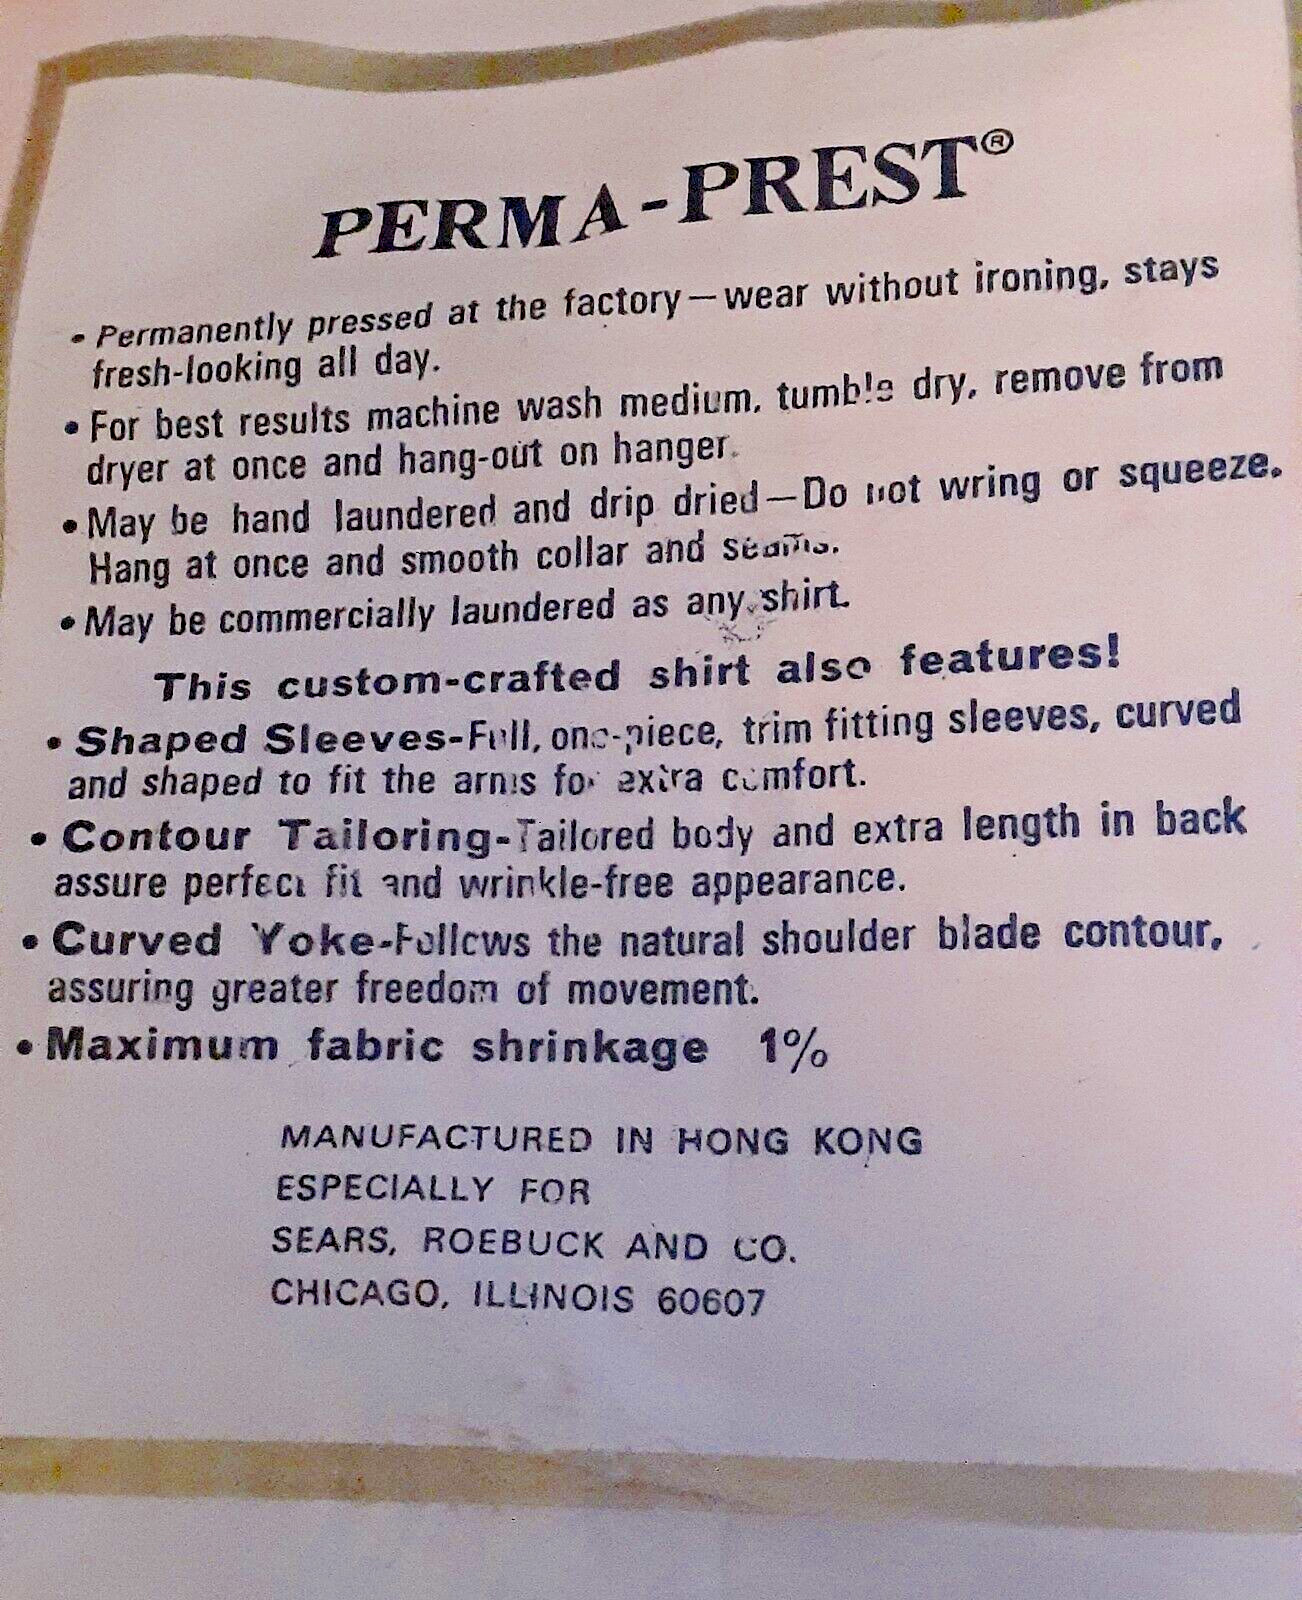 PERMA-PREST®
• Permanently pressed at the factory—wear without ironing, stays
fresh-looking all day.
• For best results machine wash medium, tumble dry, remove from
dryer at once and hang-out on hanger.
• May be hand laundered and drip dried—Do not wring or squeeze.
Hang at once and smooth collar and seams.
• May be commercially laundered as any shirt.
This custom-crafted shirt also features!
• Shaped Sleeves-Full, one-piece, trim fitting sleeves, curved
and shaped to fit the arms for extra comfort.
• Contour Tailoring-Tailored body and extra length in back
assure perfect fit and wrinkle-free appearance.
• Curved Yoke-Follows the natural shoulder blade contour,
assuring greater freedom of movement.
• Maximum fabric shrinkage 1%
MANUFACTURED IN HONG KONG
ESPECIALLY FOR
SEARS, ROEBUCK AND CO.
CHICAGO, ILLINOIS 60607